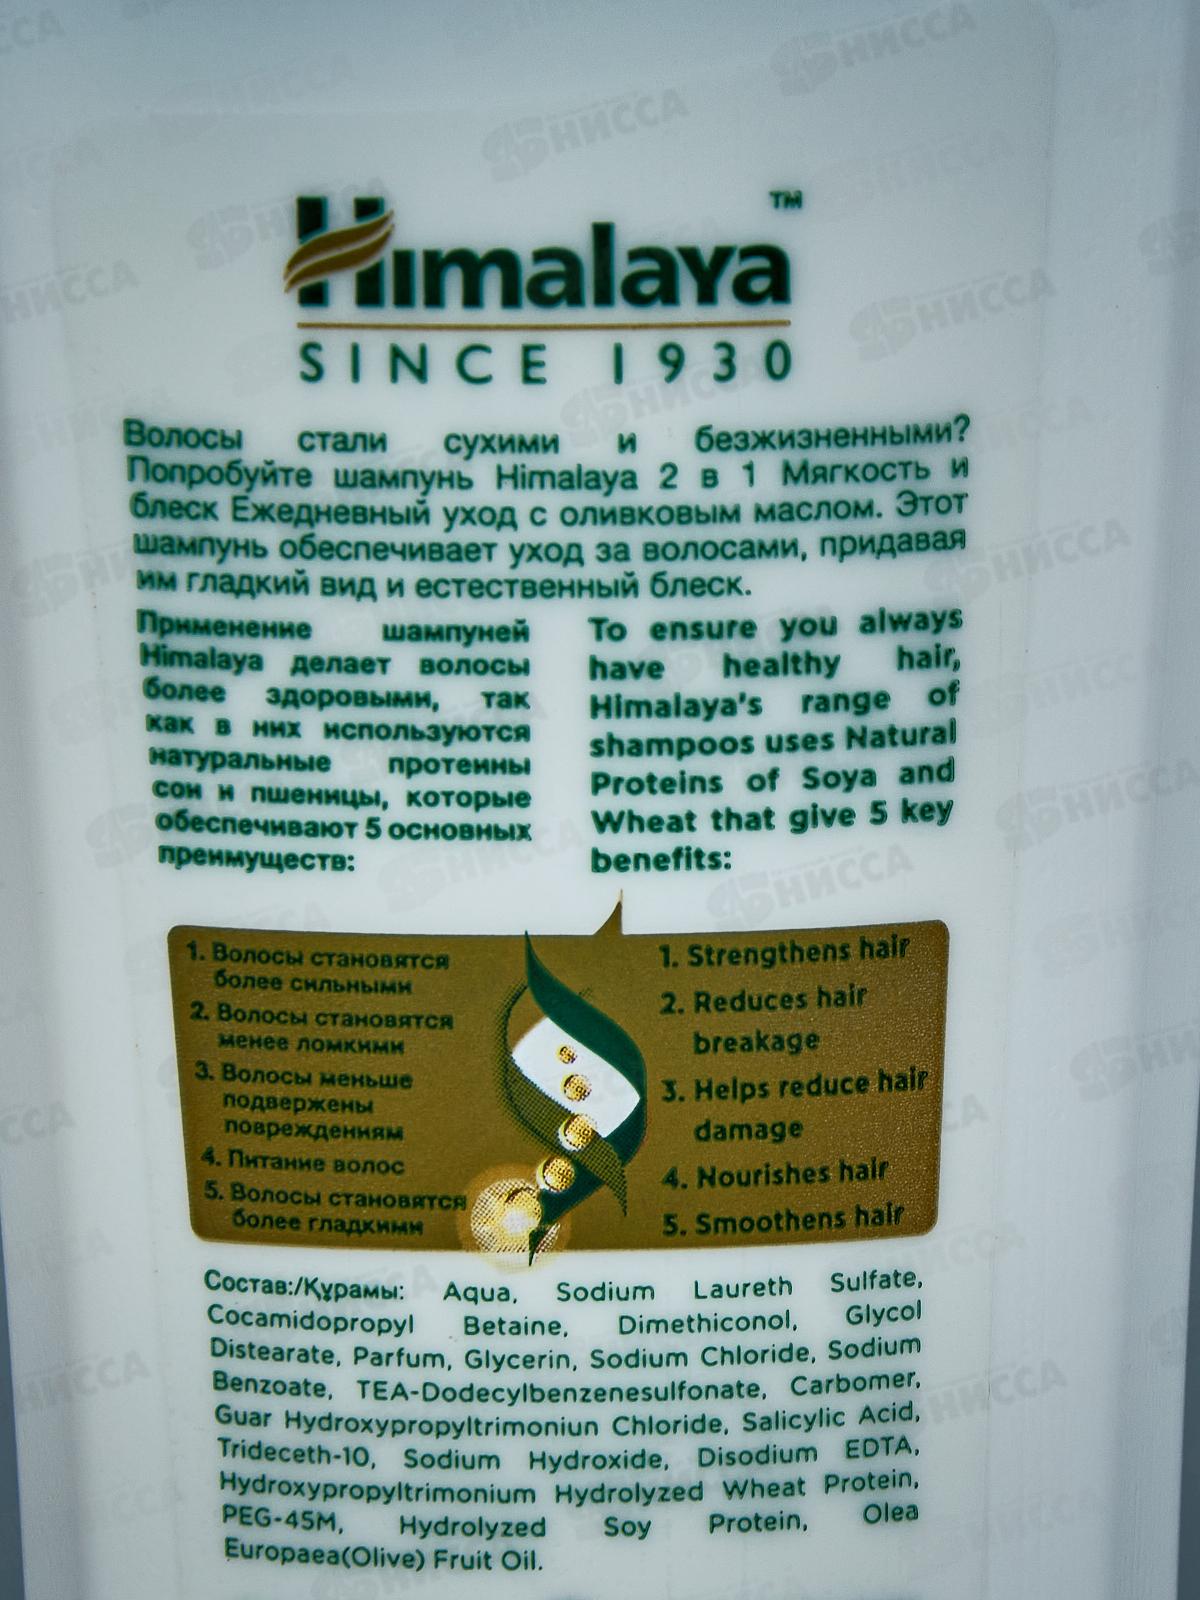 Himalaya™
SINCE 1930
Волосы стали сухими и безжизненными?
Попробуйте шампунь Himalaya 2 в 1 Мягкость и
блеск Ежедневный уход с оливковым маслом. Этот
шампунь обеспечивает уход за волосами, придавая
им гладкий вид и естественный блеск.
Применение шампуней
Himalaya делает волосы
более здоровыми, так
как в них используются
натуральные протеины
сои и пшеницы, которые
обеспечивают 5 основных
преимуществ:
To ensure you always
have healthy hair,
Himalaya's range of
shampoos uses Natural
Proteins of Soya and
Wheat that give 5 key
benefits:
1. Волосы становятся
более сильными
2. Волосы становятся
менее ломкими
3. Волосы меньше
подвержены
повреждениям
4. Питание волос
5. Волосы становятся
более гладкими
1. Strengthens hair
2. Reduces hair
breakage
3. Helps reduce hair
damage
4. Nourishes hair
5. Smoothens hair
Состав:/Құрамы: Aqua, Sodium Laureth Sulfate,
Cocamidopropyl Betaine, Dimethiconol, Glycol
Distearate, Parfum, Glycerin, Sodium Chloride, Sodium
Benzoate, TEA-Dodecylbenzenesulfonate, Carbomer,
Guar Hydroxypropyltrimoniun Chloride, Salicylic Acid,
Trideceth-10, Sodium Hydroxide, Disodium EDTA,
Hydroxypropyltrimonium Hydrolyzed Wheat Protein,
PEG-45M, Hydrolyzed Soy Protein, Olea
Europaea(Olive) Fruit Oil.